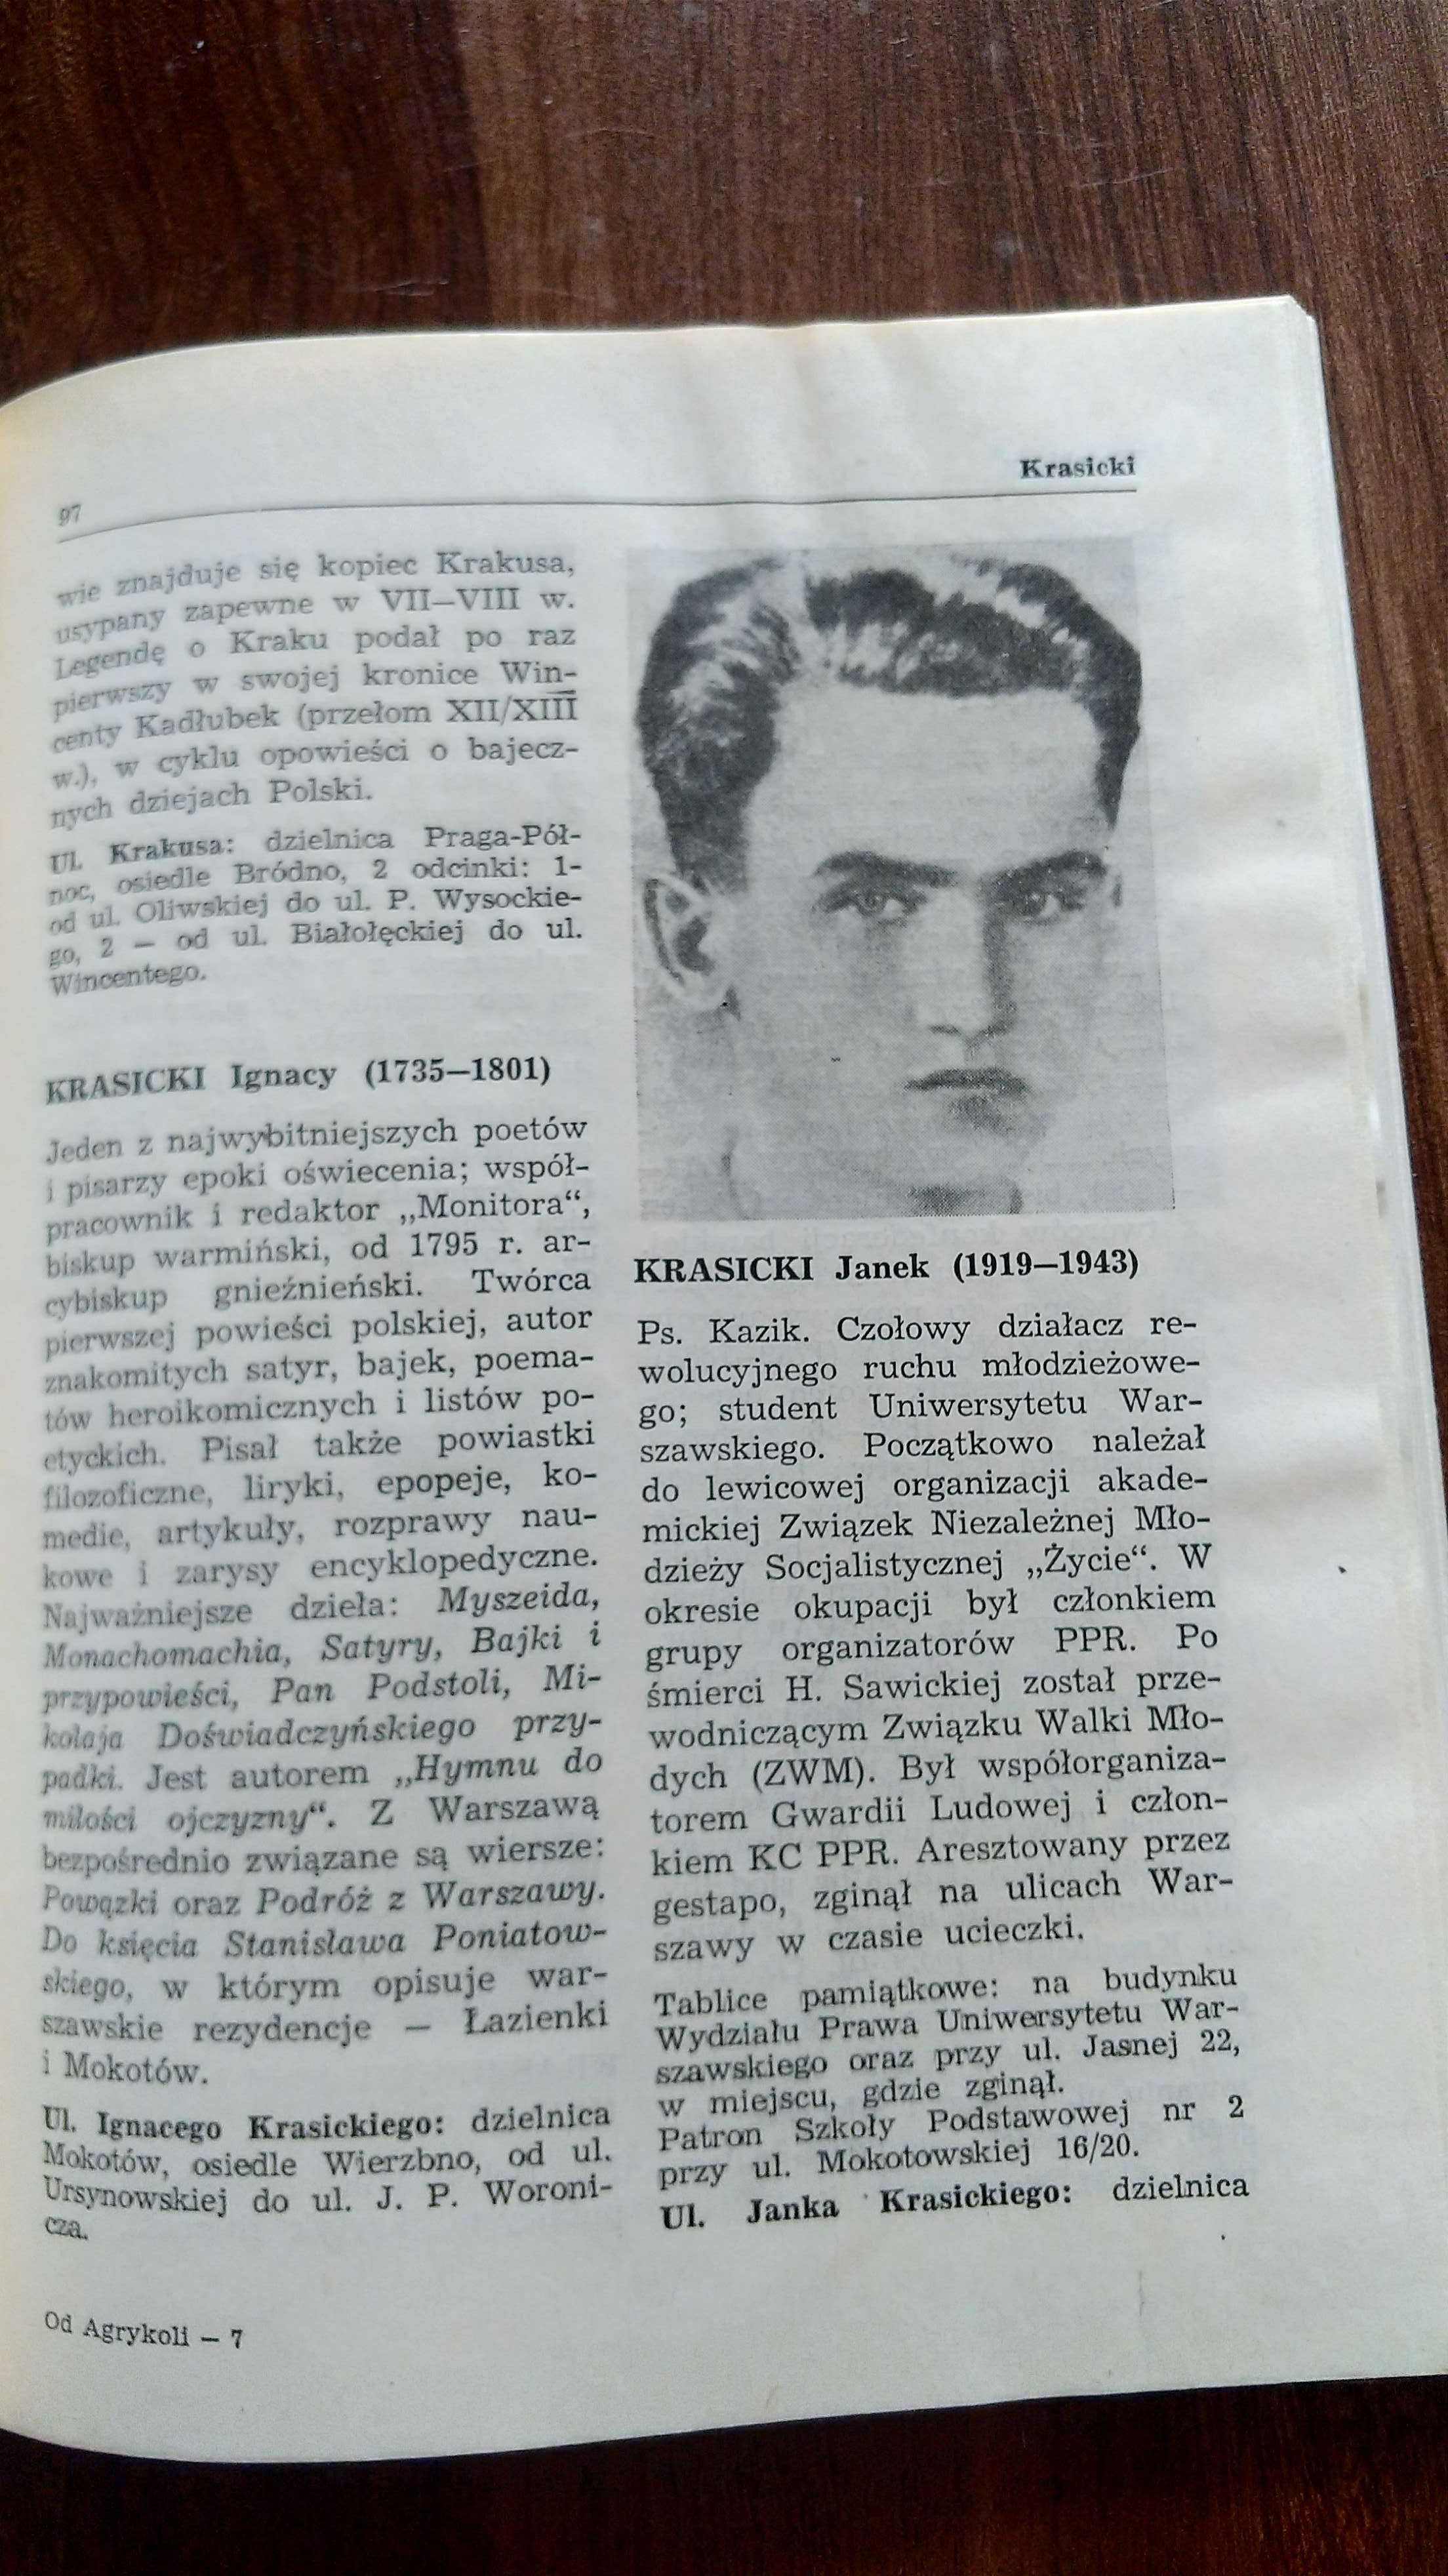 97
Krasicki
wie znajduje się kopiec Krakusa,
usypany zapewne w VII—VIII w.
Legendę o Kraku podał po raz
pierwszy w swojej kronice Win-
centy Kadłubek (przełom XII/XIII
w.), w cyklu opowieści o bajecz-
nych dziejach Polski.
Ul. Krakusa: dzielnica Praga-Pół-
noc, osiedle Bródno, 2 odcinki: 1-
od ul. Oliwskiej do ul. P. Wysockie-
go, 2 — od ul. Białołęckiej do ul.
Wincentego.
KRASICKI Ignacy (1735—1801)
Jeden z najwybitniejszych poetów
i pisarzy epoki oświecenia; współ-
pracownik i redaktor „Monitora“,
biskup warmiński, od 1795 r. ar-
cybiskup gnieźnieński. Twórca
pierwszej powieści polskiej, autor
znakomitych satyr, bajek, poema-
tów heroikomicznych i listów po-
etyckich. Pisał także powiastki
filozoficzne, liryki, epopeje, ko-
medie, artykuły, rozprawy nau-
kowe i zarysy encyklopedyczne.
Najważniejsze dzieła: Myszeida,
Monachomachia, Satyry, Bajki i
przypowieści, Pan Podstoli, Mi-
kołaja Doświadczyńskiego przy-
padki. Jest autorem „Hymnu do
miłości ojczyzny“. Z Warszawą
bezpośrednio związane są wiersze:
Powązki oraz Podróż z Warszawy.
Do księcia Stanisława Poniatow-
skiego, w którym opisuje war-
szawskie rezydencje — Łazienki
i Mokotów.
Ul. Ignacego Krasickiego: dzielnica
Mokotów, osiedle Wierzbno, od ul.
Ursynowskiej do ul. J. P. Woroni-
cza.
KRASICKI Janek (1919—1943)
Ps. Kazik. Czołowy działacz re-
wolucyjnego ruchu młodzieżowe-
go; student Uniwersytetu War-
szawskiego. Początkowo należał
do lewicowej organizacji akade-
mickiej Związek Niezależnej Mło-
dzieży Socjalistycznej „Życie“. W
okresie okupacji był członkiem
grupy organizatorów PPR. Po
śmierci H. Sawickiej został prze-
wodniczącym Związku Walki Mło-
dych (ZWM). Był współorganiza-
torem Gwardii Ludowej i człon-
kiem KC PPR. Aresztowany przez
gestapo, zginął na ulicach War-
szawy w czasie ucieczki.
Tablice pamiątkowe: na budynku
Wydziału Prawa Uniwersytetu War-
szawskiego oraz przy ul. Jasnej 22,
w miejscu, gdzie zginął.
Patron Szkoły Podstawowej nr 2
przy ul. Mokotowskiej 16/20.
Ul. Janka Krasickiego: dzielnica
Od Agrykoli — 7